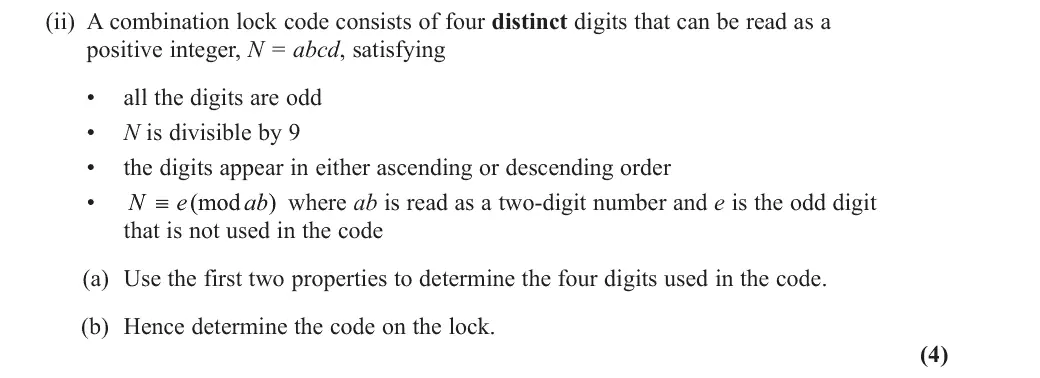 (ii) A combination lock code consists of four distinct digits that can be read as a
positive integer, N = abcd, satisfying
• all the digits are odd
• N is divisible by 9
• the digits appear in either ascending or descending order
• N ≡ e(mod ab) where ab is read as a two-digit number and e is the odd digit
that is not used in the code
(a) Use the first two properties to determine the four digits used in the code.
(b) Hence determine the code on the lock.
(4)